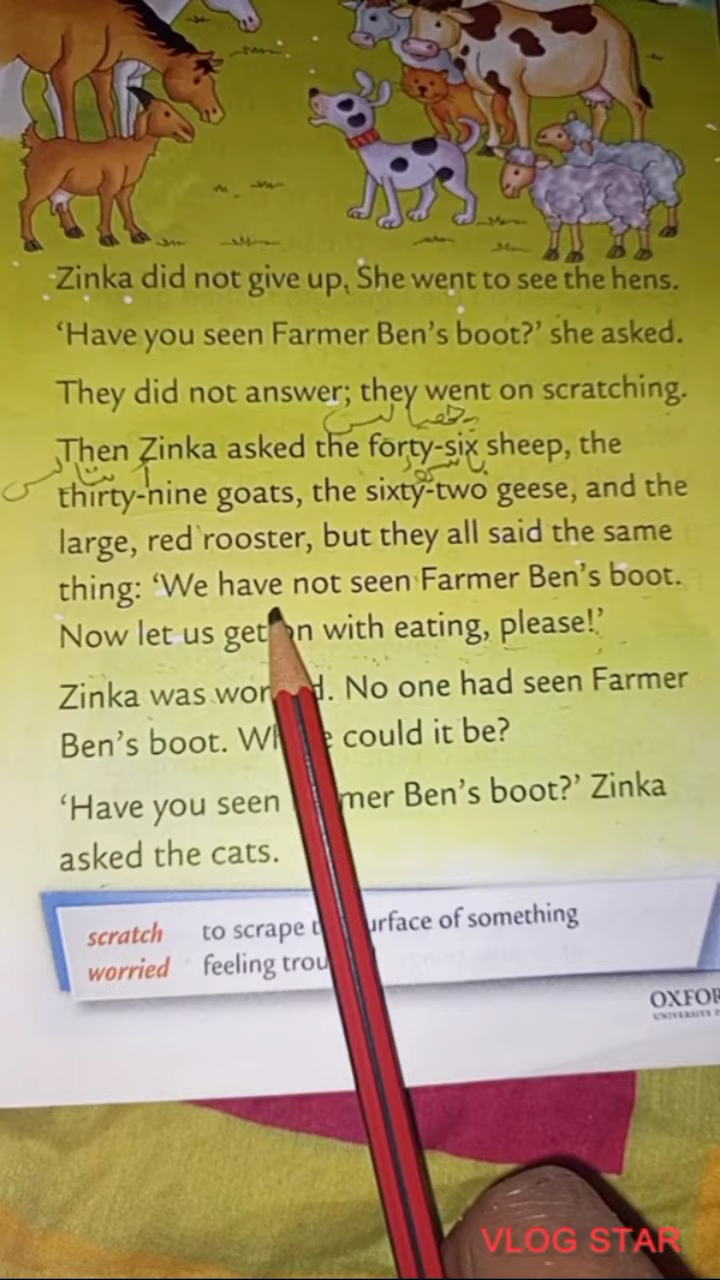 Zinka did not give up. She went to see the hens.
‘Have you seen Farmer Ben’s boot?’ she asked.
They did not answer; they went on scratching.
چھیالیس
Then Zinka asked the forty-six sheep, the
thirty-nine goats, the sixty-two geese, and the
large, red rooster, but they all said the same
thing: ‘We have not seen Farmer Ben’s boot.
Now let us get on with eating, please!’
Zinka was . No one had seen Farmer
Ben’s boot. could it be?
‘Have you seen Ben’s boot?’ Zinka
asked the cats.
scratch to scrape surface of something
worried feeling
OXFOR
UNIVERSITY P
VLOG STAR